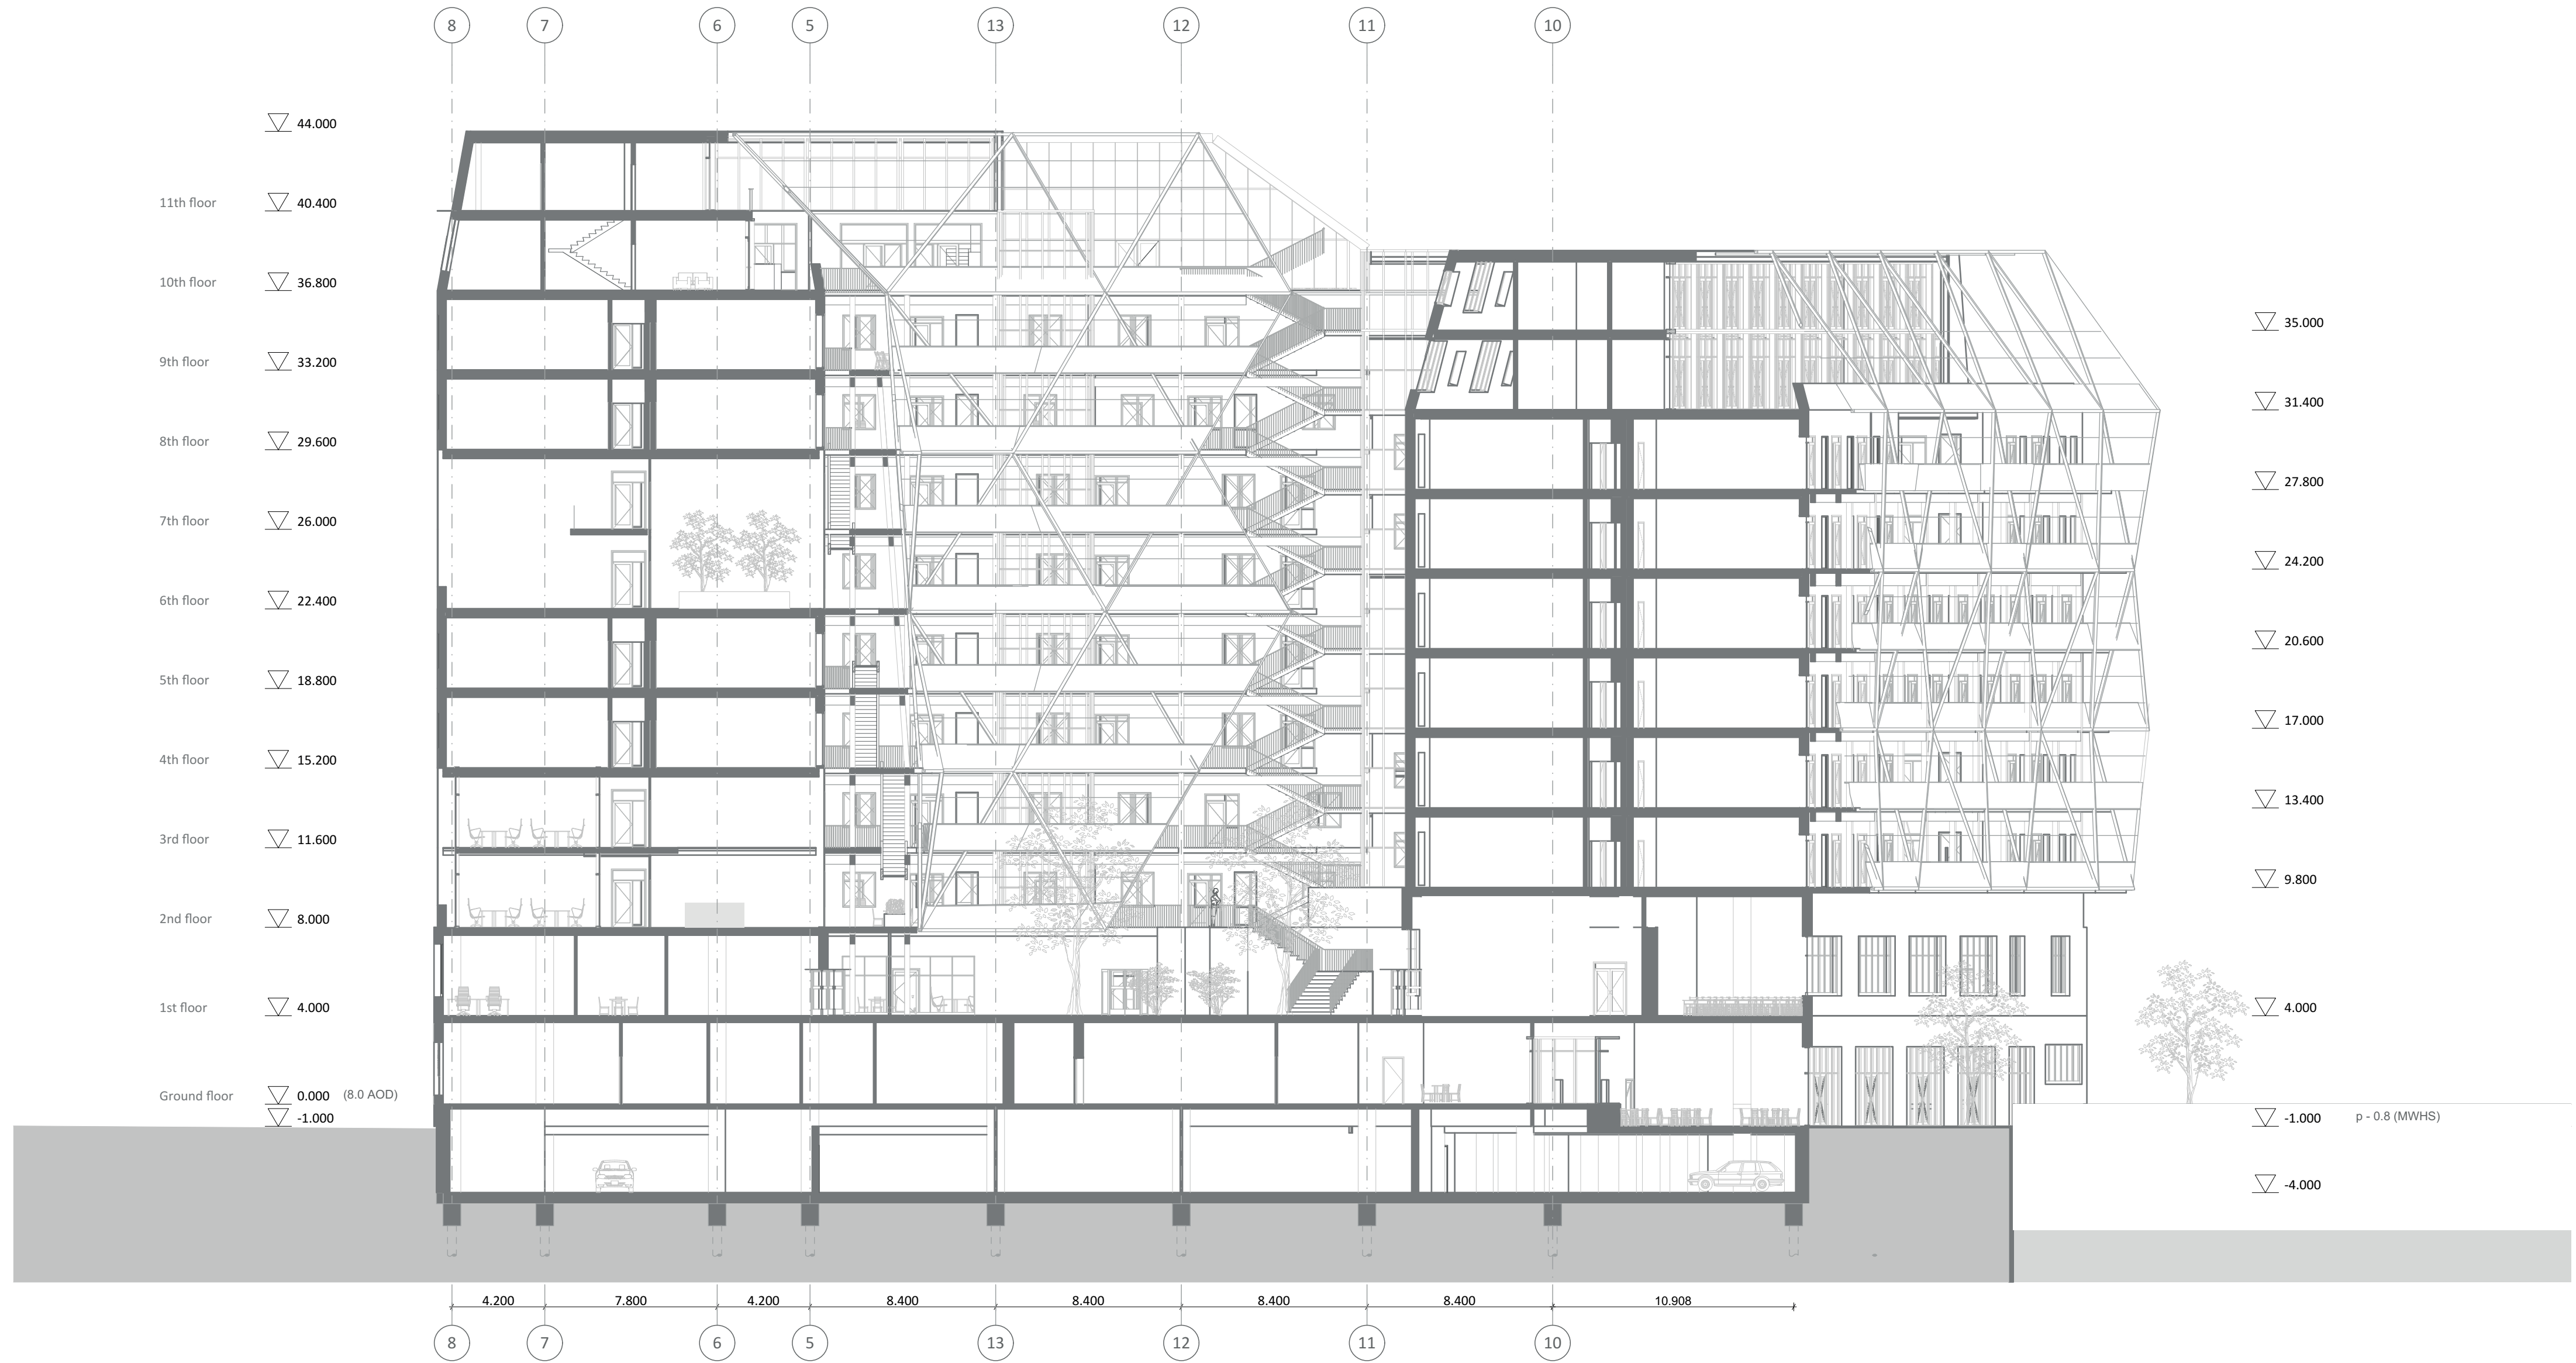 8 7 6 5 13 12 11 10
44.000
11th floor 40.400
10th floor 36.800
35.000
9th floor 33.200
31.400
8th floor 29.600
27.800
7th floor 26.000
24.200
6th floor 22.400
20.600
5th floor 18.800
17.000
4th floor 15.200
13.400
3rd floor 11.600
9.800
2nd floor 8.000
1st floor 4.000 4.000
Ground floor 0.000 (8.0 AOD)
-1.000 -1.000 p - 0.8 (MWHS)
-4.000
4.200 7.800 4.200 8.400 8.400 8.400 8.400 10.908
8 7 6 5 13 12 11 10